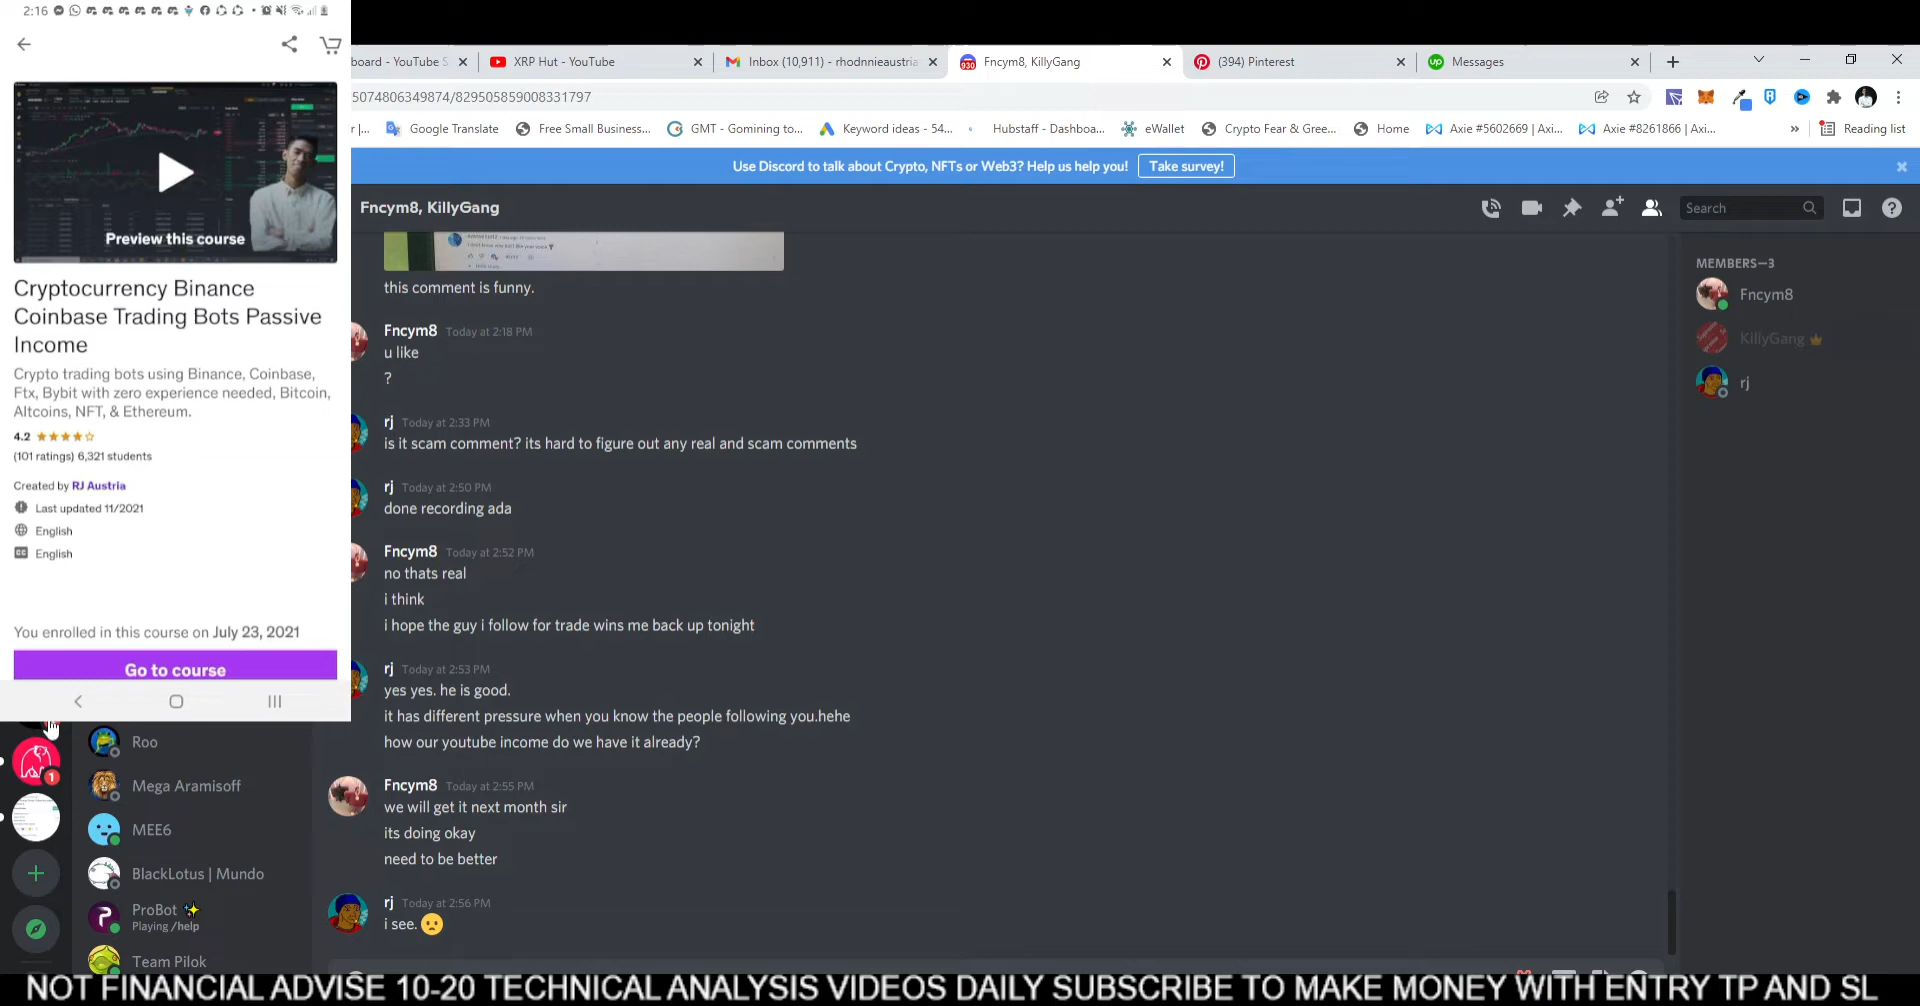 2:16
Preview this course
Cryptocurrency Binance
Coinbase Trading Bots Passive
Income
Crypto trading bots using Binance, Coinbase,
Ftx, Bybit with zero experience needed, Bitcoin,
Altcoins, NFT, & Ethereum.
4.2
(101 ratings) 6,321 students
Created by RJ Austria
Last updated 11/2021
English
English
You enrolled in this course on July 23, 2021
Go to course
board - YouTube S
XRP Hut - YouTube
Inbox (10,911) - rhodnnieaustria
Fncym8, KillyGang
(394) Pinterest
Messages
5074806349874/829505859008331797
r |...
Google Translate
Free Small Business...
GMT - Gomining to...
Keyword ideas - 54...
Hubstaff - Dashboa...
eWallet
Crypto Fear & Gree...
Home
Axie #5602669 | Axi...
Axie #8261866 | Axi...
»
Reading list
Use Discord to talk about Crypto, NFTs or Web3? Help us help you!
Take survey!
Fncym8, KillyGang
Search
this comment is funny.
Fncym8 Today at 2:18 PM
u like
?
rj Today at 2:33 PM
is it scam comment? its hard to figure out any real and scam comments
rj Today at 2:50 PM
done recording ada
Fncym8 Today at 2:52 PM
no thats real
i think
i hope the guy i follow for trade wins me back up tonight
rj Today at 2:53 PM
yes yes. he is good.
it has different pressure when you know the people following you.hehe
how our youtube income do we have it already?
Fncym8 Today at 2:55 PM
we will get it next month sir
its doing okay
need to be better
rj Today at 2:56 PM
i see.
MEMBERS—3
Fncym8
KillyGang
rj
1
Roo
Mega Aramisoff
MEE6
BlackLotus | Mundo
ProBot
Playing /help
Team Pilok
NOT FINANCIAL ADVISE 10-20 TECHNICAL ANALYSIS VIDEOS DAILY SUBSCRIBE TO MAKE MONEY WITH ENTRY TP AND SL